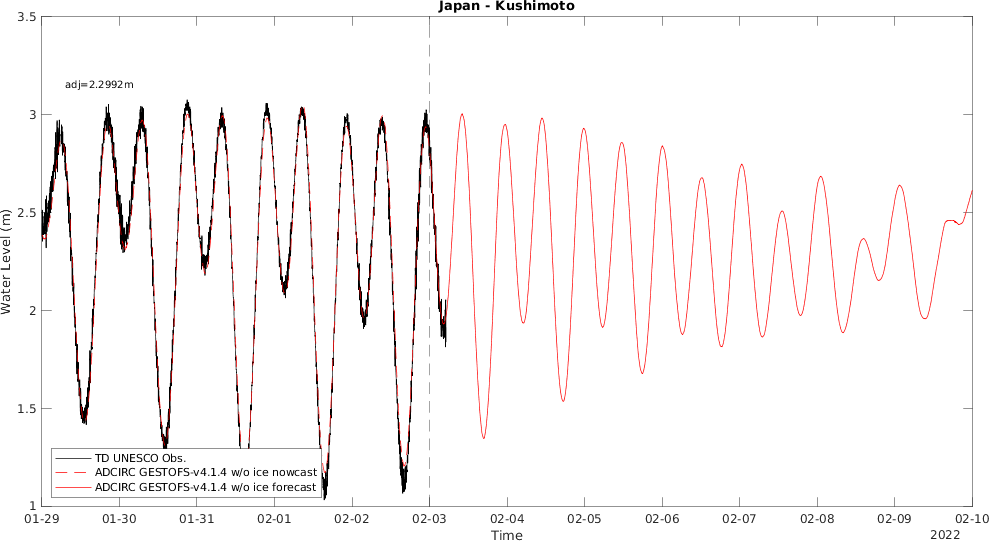 Japan - Kushimoto
3.5
3
2.5
2
1.5
1
Water Level (m)
adj=2.2992m
TD UNESCO Obs.
ADCIRC GESTOFS-v4.1.4 w/o ice nowcast
ADCIRC GESTOFS-v4.1.4 w/o ice forecast
01-29 01-30 01-31 02-01 02-02 02-03 02-04 02-05 02-06 02-07 02-08 02-09 02-10
Time
2022